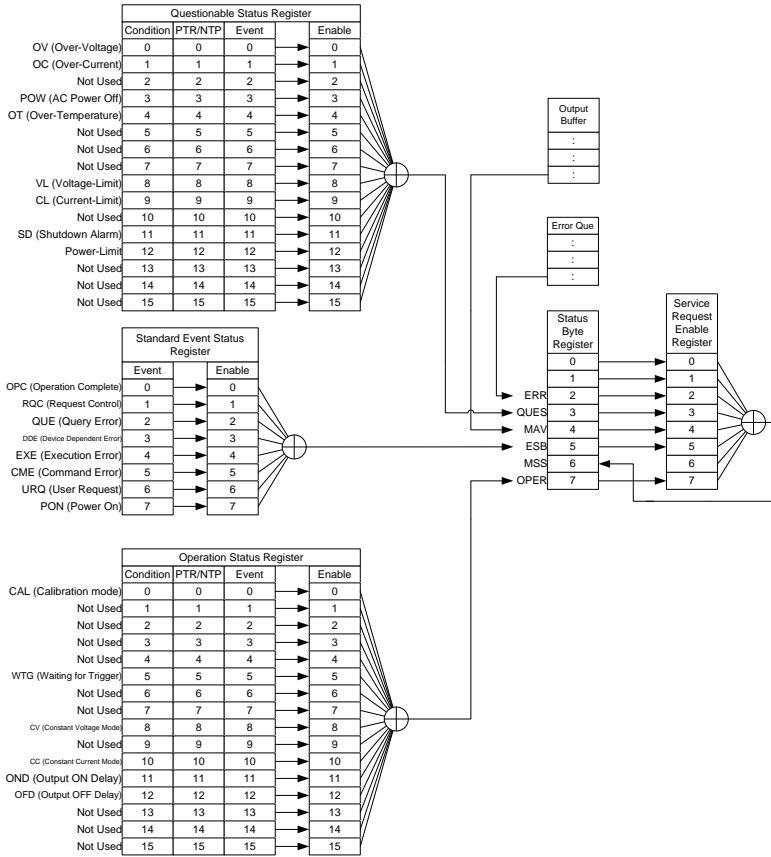 Questionable Status Register
Condition PTR/NTP Event Enable
OV (Over-Voltage) 0 0 0 0
OC (Over-Current) 1 1 1 1
Not Used 2 2 2 2
POW (AC Power Off) 3 3 3 3
OT (Over-Temperature) 4 4 4 4
Not Used 5 5 5 5
Not Used 6 6 6 6
Not Used 7 7 7 7
VL (Voltage-Limit) 8 8 8 8
CL (Current-Limit) 9 9 9 9
Not Used 10 10 10 10
SD (Shutdown Alarm) 11 11 11 11
Power-Limit 12 12 12 12
Not Used 13 13 13 13
Not Used 14 14 14 14
Not Used 15 15 15 15
Output
Buffer
:
:
:
Error Que
:
:
:
Standard Event Status
Register
Event Enable
OPC (Operation Complete) 0 0
RQC (Request Control) 1 1
QUE (Query Error) 2 2
DDE (Device Dependent Error) 3 3
EXE (Execution Error) 4 4
CME (Command Error) 5 5
URQ (User Request) 6 6
PON (Power On) 7 7
Status
Byte
Register
Service
Request
Enable
Register
0 0
1 1
ERR 2 2
QUES 3 3
MAV 4 4
ESB 5 5
MSS 6 6
OPER 7 7
Operation Status Register
Condition PTR/NTP Event Enable
CAL (Calibration mode) 0 0 0 0
Not Used 1 1 1 1
Not Used 2 2 2 2
Not Used 3 3 3 3
Not Used 4 4 4 4
WTG (Waiting for Trigger) 5 5 5 5
Not Used 6 6 6 6
Not Used 7 7 7 7
CV (Constant Voltage Mode) 8 8 8 8
Not Used 9 9 9 9
CC (Constant Current Mode) 10 10 10 10
OND (Output ON Delay) 11 11 11 11
OFD (Output OFF Delay) 12 12 12 12
Not Used 13 13 13 13
Not Used 14 14 14 14
Not Used 15 15 15 15